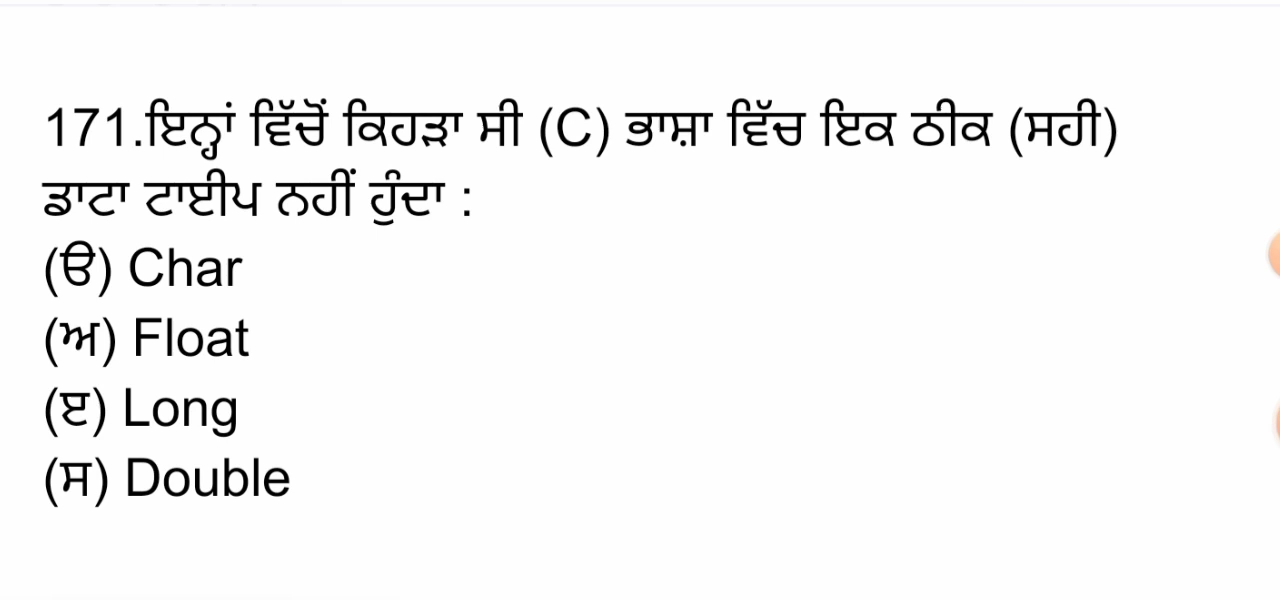 171.ਇਨ੍ਹਾਂ ਵਿੱਚੋਂ ਕਿਹੜਾ ਸੀ (C) ਭਾਸ਼ਾ ਵਿੱਚ ਇਕ ਠੀਕ (ਸਹੀ)
ਡਾਟਾ ਟਾਈਪ ਨਹੀਂ ਹੁੰਦਾ :
(ੳ) Char
(ਅ) Float
(ੲ) Long
(ਸ) Double